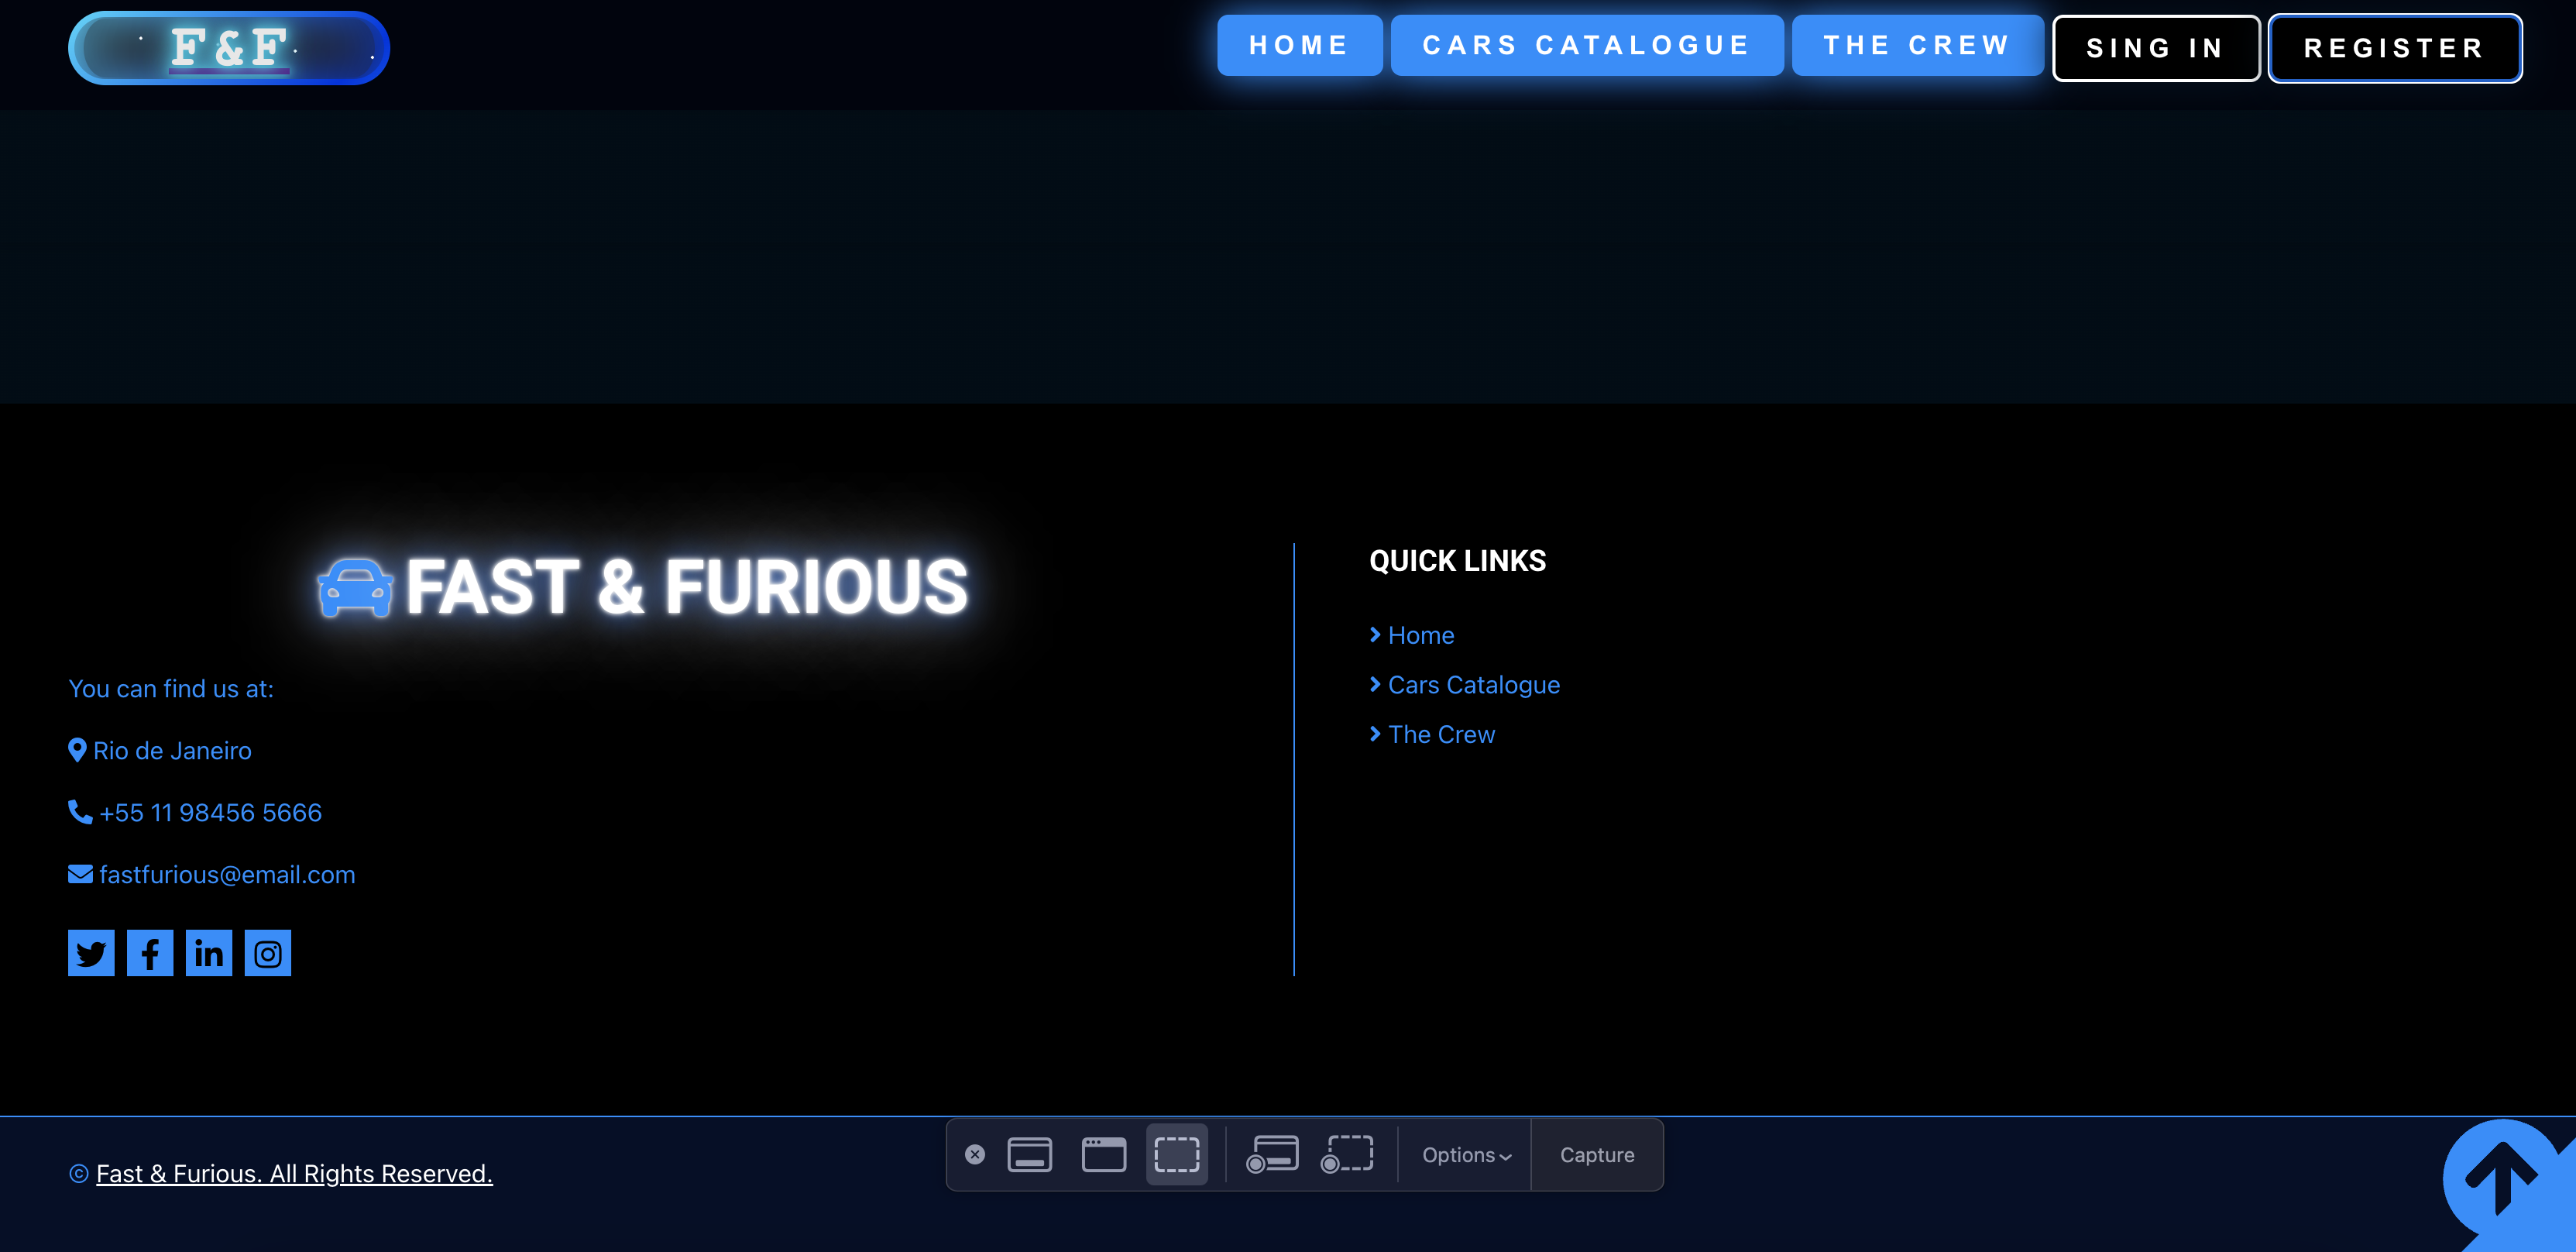 F & F
HOME
CARS CATALOGUE
THE CREW
SING IN
REGISTER
FAST & FURIOUS
You can find us at:
Rio de Janeiro
+55 11 98456 5666
fastfurious@email.com
QUICK LINKS
Home
Cars Catalogue
The Crew
© Fast & Furious. All Rights Reserved.
Options
Capture